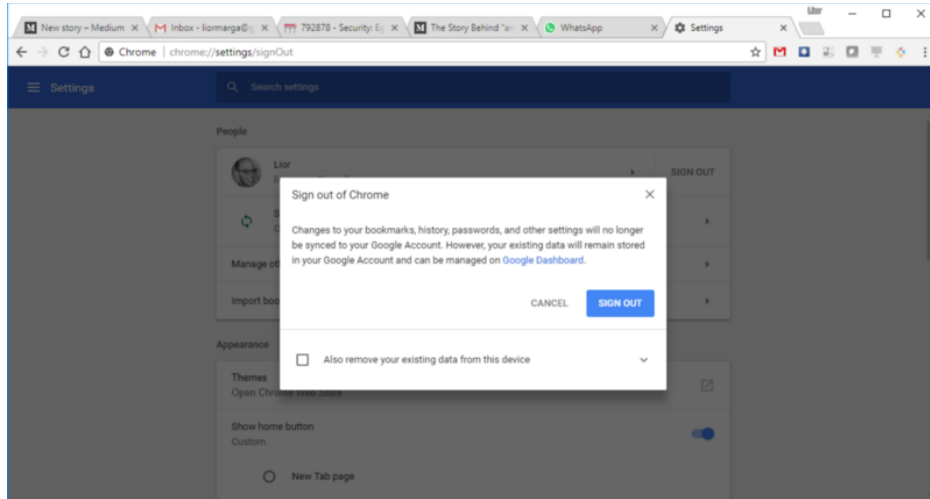 Lior
New story – Medium
Inbox - liormarga@g
792878 - Security: Eg
The Story Behind "an
WhatsApp
Settings
Chrome | chrome://settings/signOut
Settings
Search settings
People
Lior
SIGN OUT
Sign out of Chrome
Changes to your bookmarks, history, passwords, and other settings will no longer
be synced to your Google Account. However, your existing data will remain stored
in your Google Account and can be managed on Google Dashboard.
Manage ot
CANCEL SIGN OUT
Import boo
Appearance
Also remove your existing data from this device
Themes
Open Chrome Web Store
Show home button
Custom
New Tab page